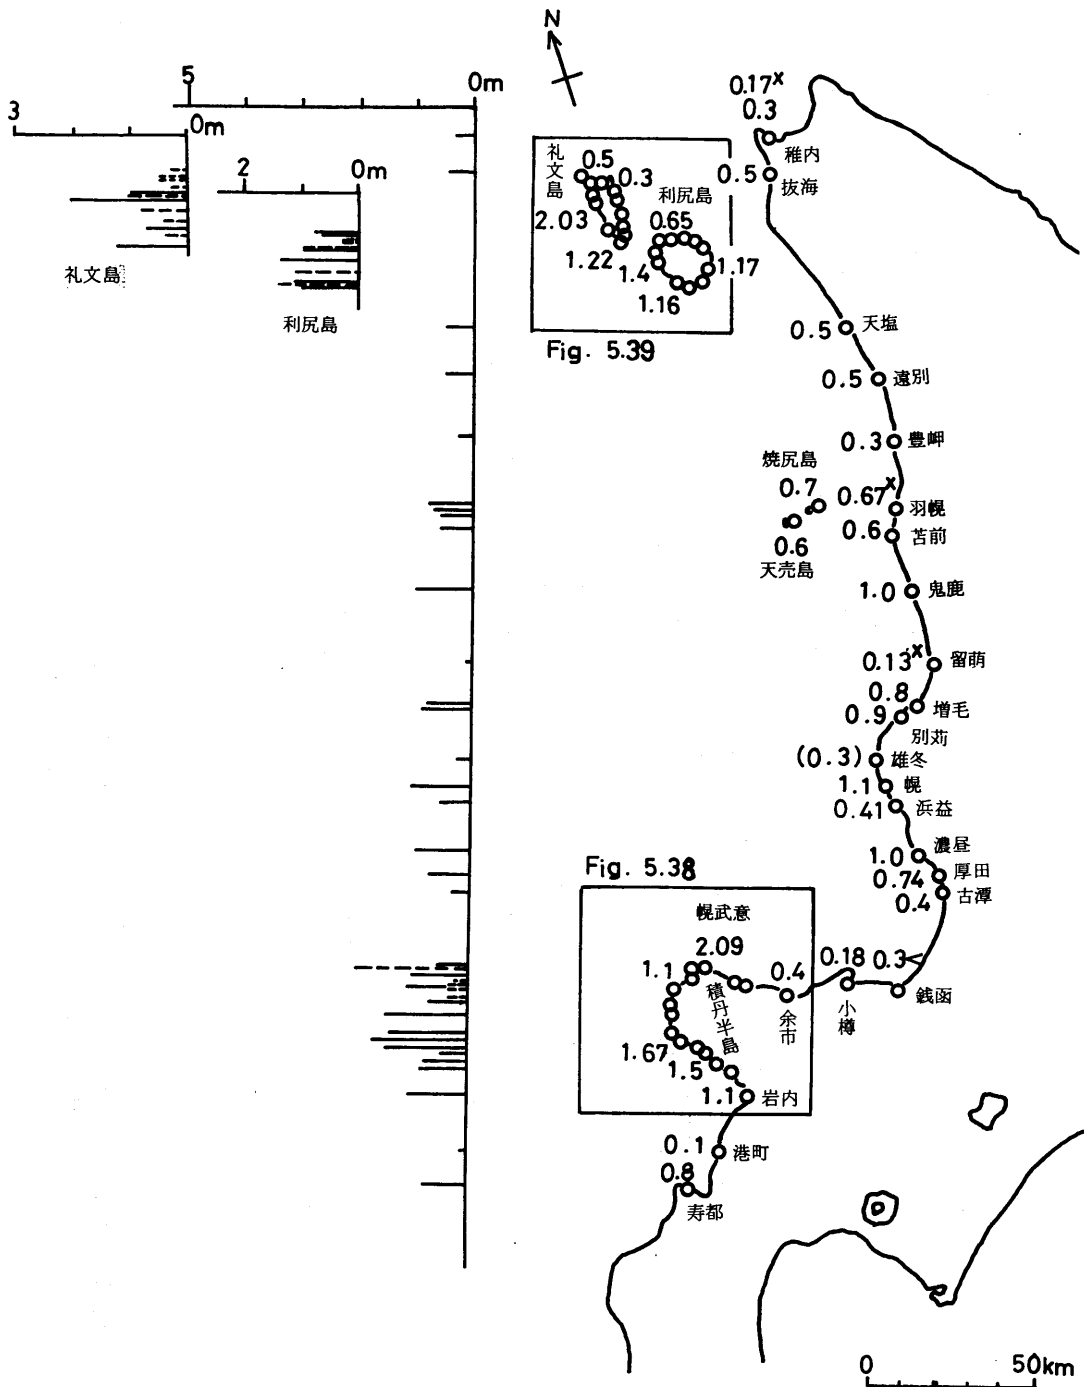 N
5
0m
3
0m
2
0m
礼文島
利尻島
0.17x
0.3
稚内
0.5
抜海
礼文島
0.5
0.3
利尻島
2.03
0.65
1.22
1.4
1.17
1.16
Fig. 5.39
0.5
天塩
0.5
遠別
0.3
豊岬
焼尻島
0.7
0.67x
羽幌
0.6
苫前
0.6
天売島
1.0
鬼鹿
0.13x
留萌
0.8
増毛
0.9
別苅
(0.3)
雄冬
1.1
幌
0.41
浜益
1.0
濃昼
厚田
0.74
0.4
古潭
Fig. 5.38
幌武意
2.09
1.1
0.4
0.18
0.3
銭函
小樽
余市
積丹半島
1.67
1.5
1.1
岩内
0.1
港町
0.8
寿都
0
50km